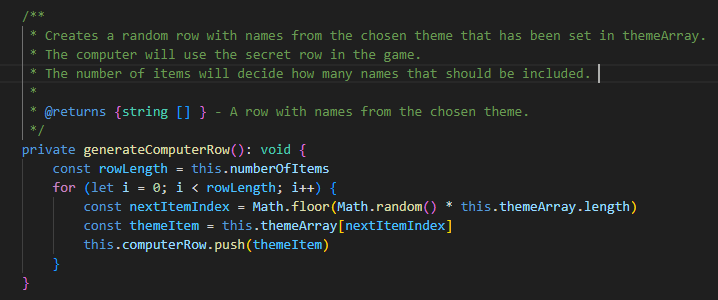 /**
 * Creates a random row with names from the chosen theme that has been set in themeArray.
 * The computer will use the secret row in the game.
 * The number of items will decide how many names that should be included.
 *
 * @returns {string [] } - A row with names from the chosen theme.
 */
private generateComputerRow(): void {
    const rowLength = this.numberOfItems
    for (let i = 0; i < rowLength; i++) {
        const nextItemIndex = Math.floor(Math.random() * this.themeArray.length)
        const themeItem = this.themeArray[nextItemIndex]
        this.computerRow.push(themeItem)
    }
}